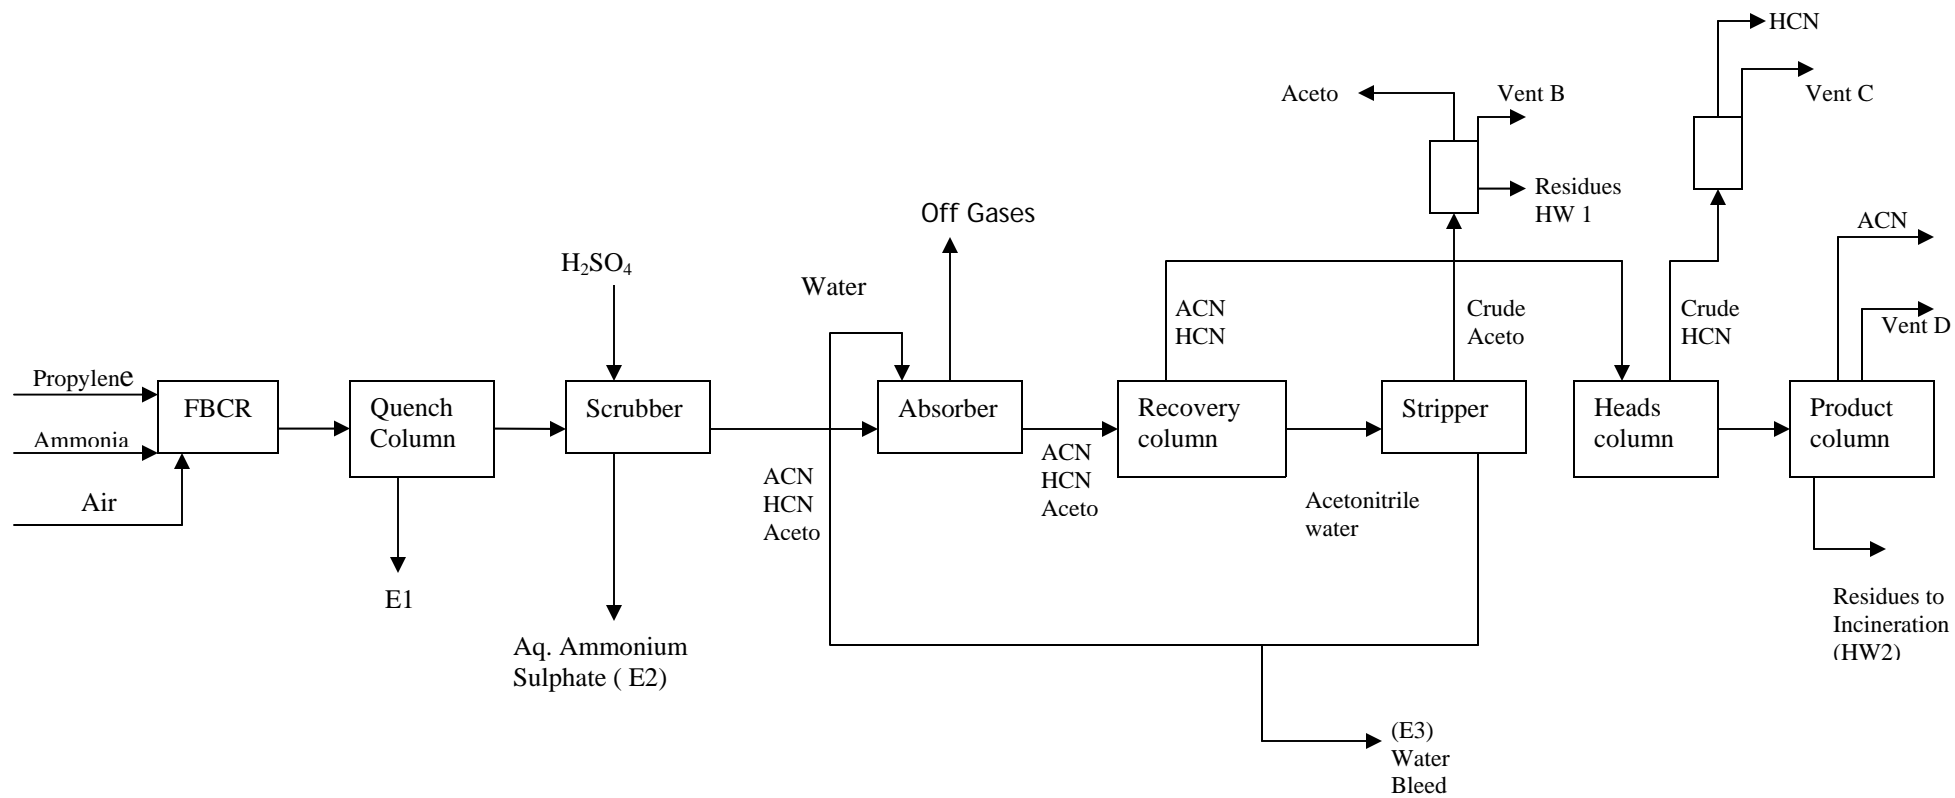 HCN
Aceto
Vent B
Vent C
Residues
HW 1
Off Gases
ACN
H₂SO₄
Water
ACN
HCN
Crude
Aceto
Crude
HCN
Vent D
Propylene
Ammonia
Air
FBCR
Quench
Column
Scrubber
Absorber
Recovery
column
Stripper
Heads
column
Product
column
ACN
HCN
Aceto
ACN
HCN
Aceto
Acetonitrile
water
E1
Aq. Ammonium
Sulphate ( E2)
Residues to
Incineration
(HW2)
(E3)
Water
Bleed